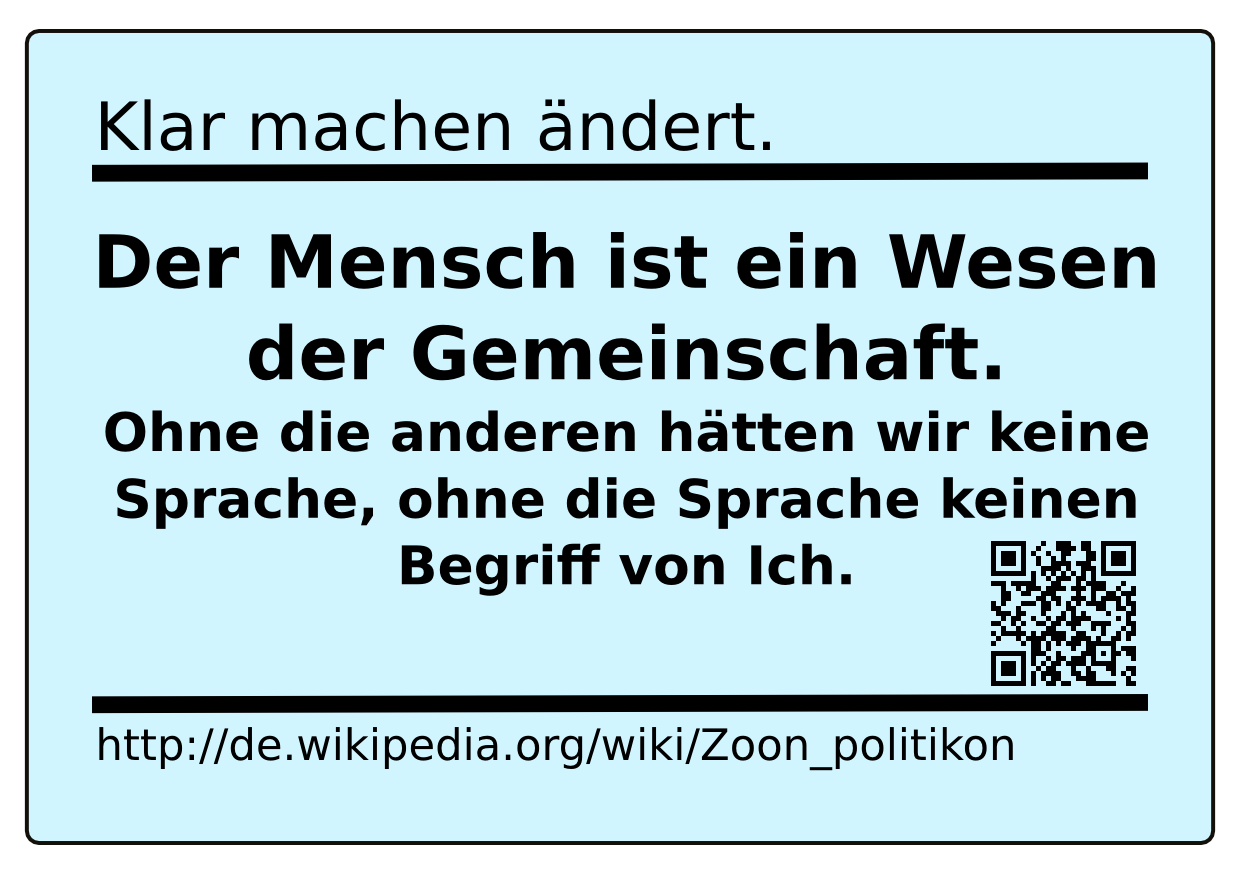 Klar machen ändert.
Der Mensch ist ein Wesen
der Gemeinschaft.
Ohne die anderen hätten wir keine
Sprache, ohne die Sprache keinen
Begriff von Ich.
http://de.wikipedia.org/wiki/Zoon_politikon